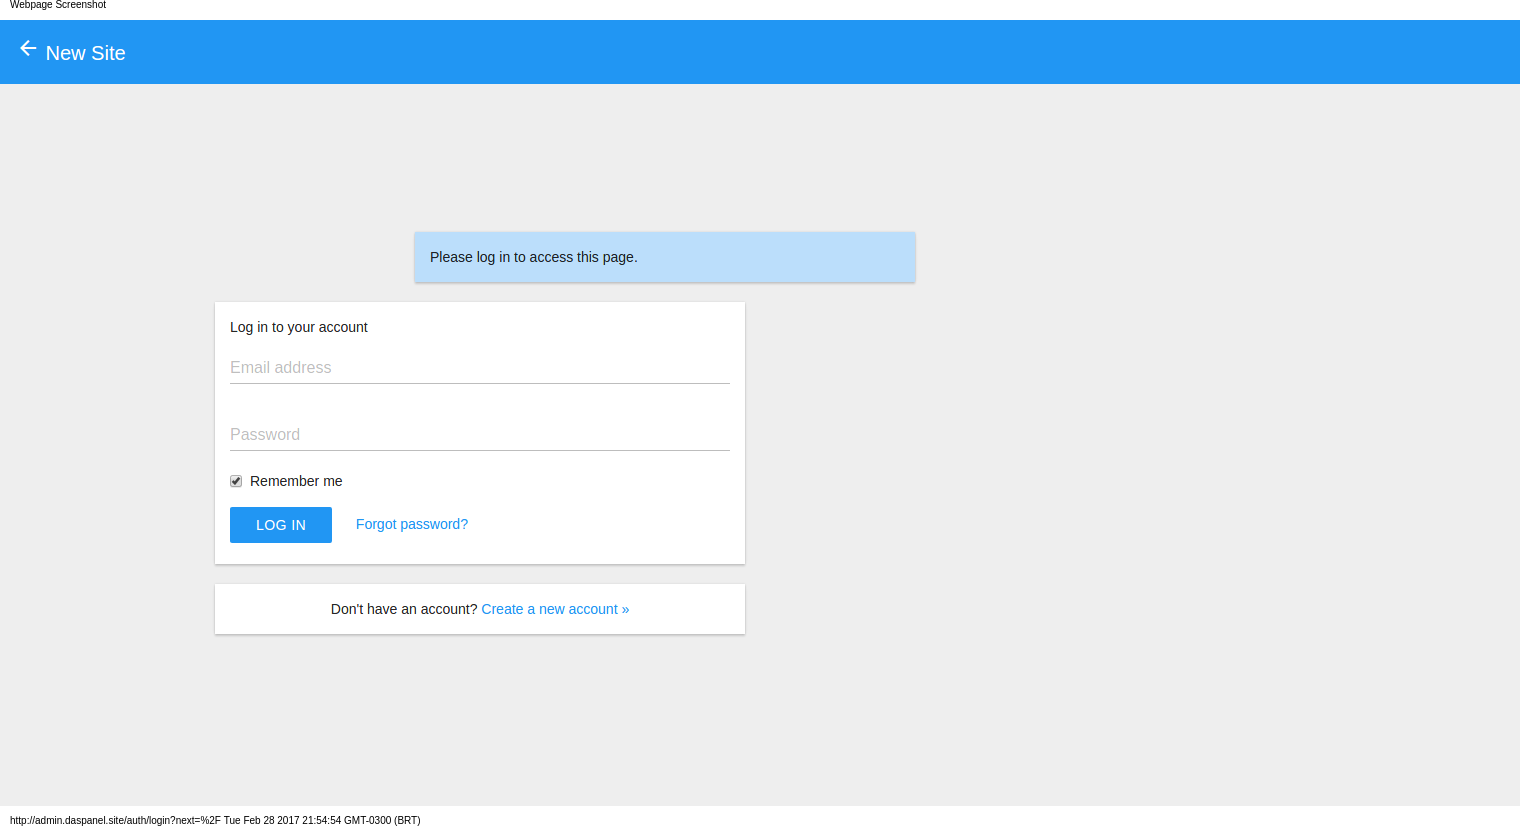 Webpage Screenshot
New Site
Please log in to access this page.
Log in to your account
Email address
Password
Remember me
LOG IN Forgot password?
Don't have an account? Create a new account »
http://admin.daspanel.site/auth/login?next=%2F Tue Feb 28 2017 21:54:54 GMT-0300 (BRT)